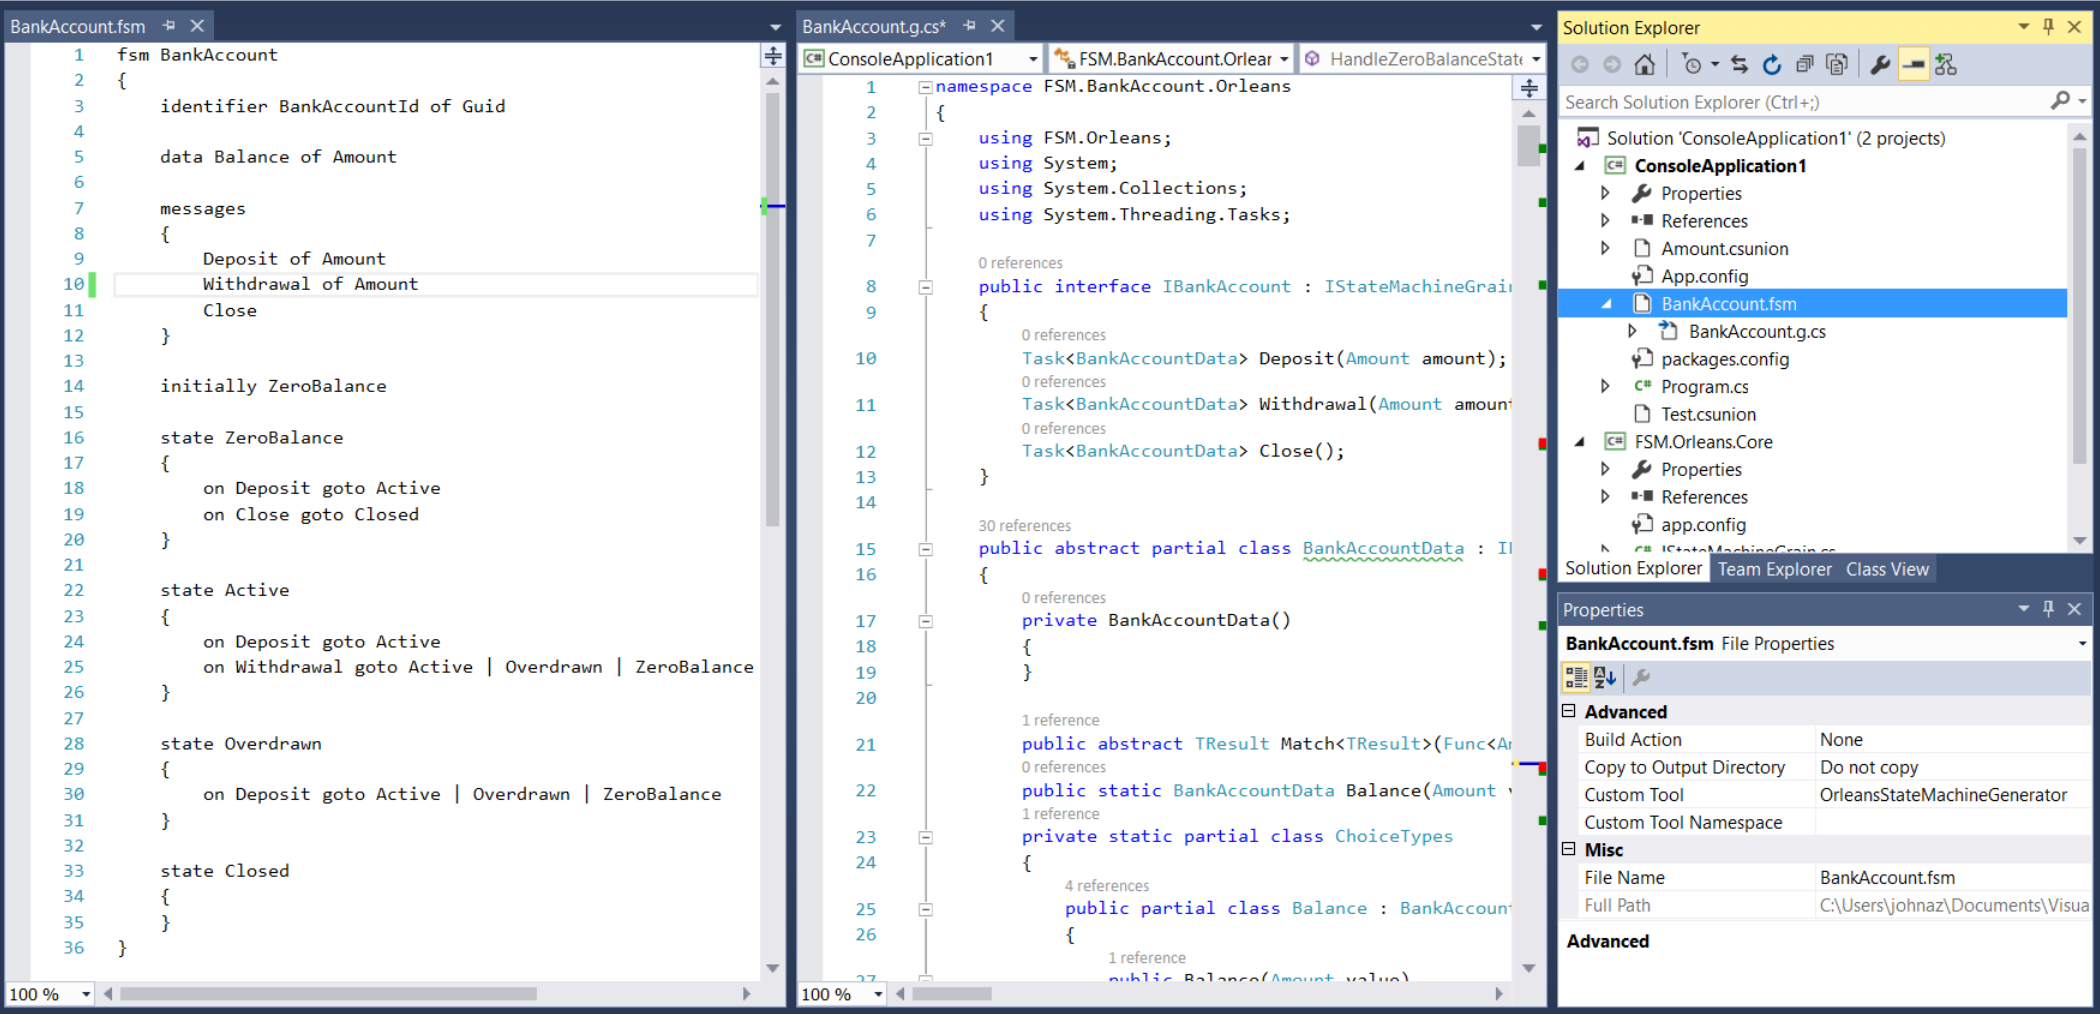 BankAccount.fsm
1 fsm BankAccount
2 {
3 identifier BankAccountId of Guid
4
5 data Balance of Amount
6
7 messages
8 {
9 Deposit of Amount
10 Withdrawal of Amount
11 Close
12 }
13
14 initially ZeroBalance
15
16 state ZeroBalance
17 {
18 on Deposit goto Active
19 on Close goto Closed
20 }
21
22 state Active
23 {
24 on Deposit goto Active
25 on Withdrawal goto Active | Overdrawn | ZeroBalance
26 }
27
28 state Overdrawn
29 {
30 on Deposit goto Active | Overdrawn | ZeroBalance
31 }
32
33 state Closed
34 {
35 }
36 }
100 %
BankAccount.g.cs*
ConsoleApplication1 FSM.BankAccount.Orlear HandleZeroBalanceState
1 namespace FSM.BankAccount.Orleans
2 {
3 using FSM.Orleans;
4 using System;
5 using System.Collections;
6 using System.Threading.Tasks;
7
0 references
8 public interface IBankAccount : IStateMachineGrain
9 {
0 references
10 Task<BankAccountData> Deposit(Amount amount);
0 references
11 Task<BankAccountData> Withdrawal(Amount amount
0 references
12 Task<BankAccountData> Close();
13 }
14
30 references
15 public abstract partial class BankAccountData :
16 {
0 references
17 private BankAccountData()
18 {
19 }
20
1 reference
21 public abstract TResult Match<TResult>(Func<
0 references
22 public static BankAccountData Balance(Amount
1 reference
23 private static partial class ChoiceTypes
24 {
4 references
25 public partial class Balance : BankAccoun
26 {
1 reference
27 public Balance(Amount value)
100 %
Solution Explorer
Search Solution Explorer (Ctrl+;)
Solution 'ConsoleApplication1' (2 projects)
C# ConsoleApplication1
Properties
References
Amount.csunion
App.config
BankAccount.fsm
BankAccount.g.cs
packages.config
C# Program.cs
Test.csunion
C# FSM.Orleans.Core
Properties
References
app.config
C# IStateMachineGrain.cs
Solution Explorer Team Explorer Class View
Properties
BankAccount.fsm File Properties
Advanced
Build Action None
Copy to Output Directory Do not copy
Custom Tool OrleansStateMachineGenerator
Custom Tool Namespace
Misc
File Name BankAccount.fsm
Full Path C:\Users\johnaz\Documents\Visua
Advanced